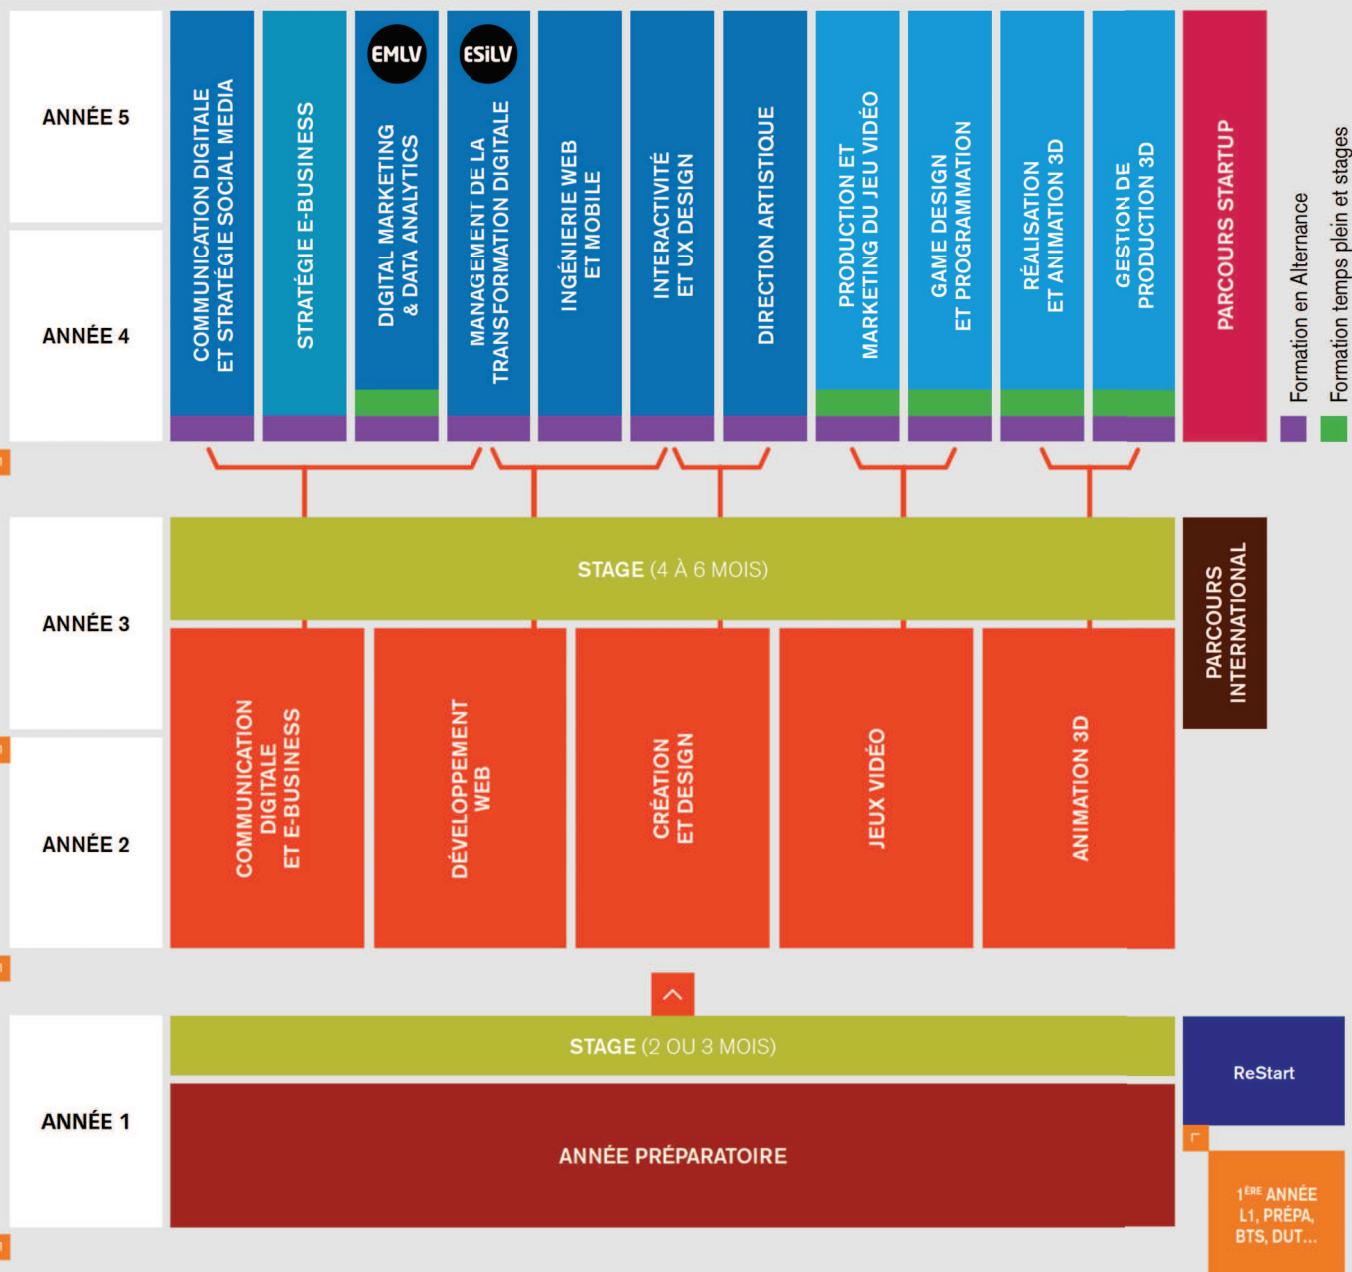 ANNÉE 5
ANNÉE 4
COMMUNICATION DIGITALE
ET STRATÉGIE SOCIAL MEDIA
STRATÉGIE E-BUSINESS
EMLV
DIGITAL MARKETING
& DATA ANALYTICS
ESiLV
MANAGEMENT DE LA
TRANSFORMATION DIGITALE
INGÉNIERIE WEB
ET MOBILE
INTERACTIVITÉ
ET UX DESIGN
DIRECTION ARTISTIQUE
PRODUCTION ET
MARKETING DU JEU VIDÉO
GAME DESIGN
ET PROGRAMMATION
RÉALISATION
ET ANIMATION 3D
GESTION DE
PRODUCTION 3D
PARCOURS STARTUP
Formation en Alternance
Formation temps plein et stages
ANNÉE 3
STAGE (4 À 6 MOIS)
PARCOURS
INTERNATIONAL
ANNÉE 2
COMMUNICATION
DIGITALE
ET E-BUSINESS
DÉVELOPPEMENT
WEB
CRÉATION
ET DESIGN
JEUX VIDÉO
ANIMATION 3D
ANNÉE 1
STAGE (2 OU 3 MOIS)
ANNÉE PRÉPARATOIRE
ReStart
1ÈRE ANNÉE
L1, PRÉPA,
BTS, DUT...